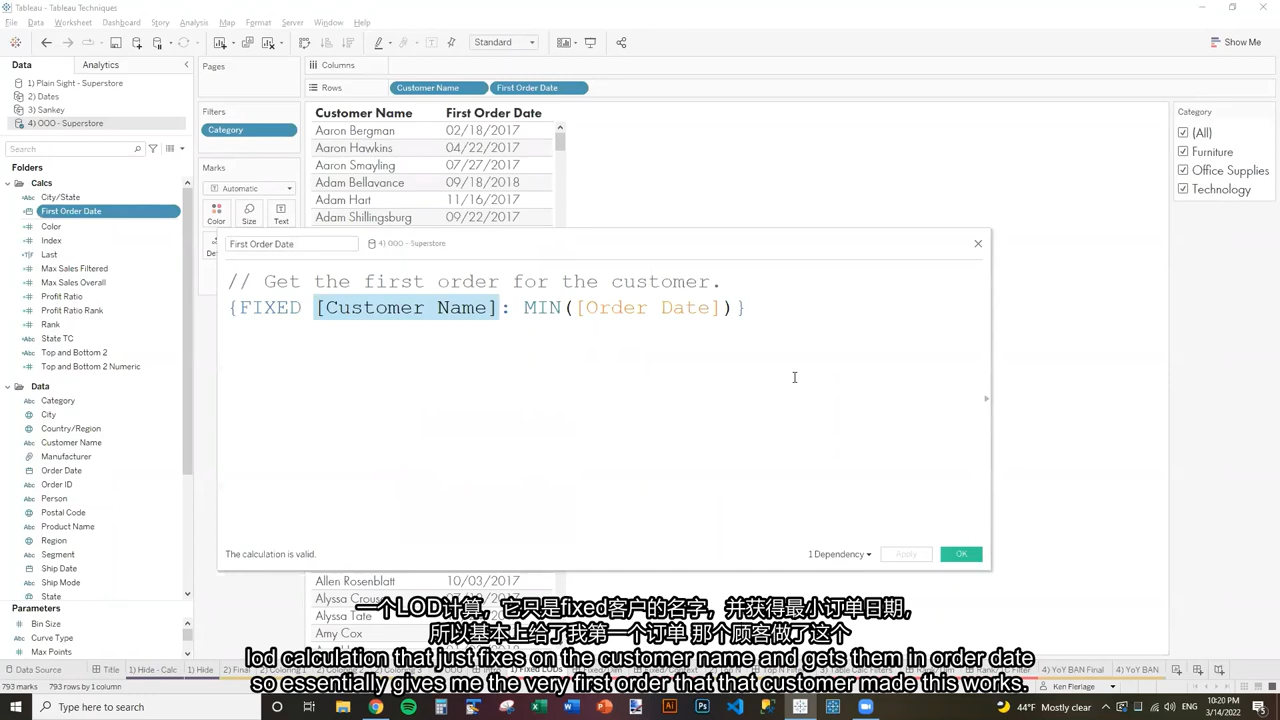 Tableau - Tableau Techniques
File Data Worksheet Dashboard Story Analysis Map Format Server Window Help
Standard
Show Me
Data Analytics
1) Plain Sight - Superstore
2) Dates
3) Sankey
4) OOO - Superstore
Search
Folders
Calcs
City/State
First Order Date
Color
Index
Last
Max Sales Filtered
Max Sales Overall
Profit Ratio
Profit Ratio Rank
Rank
State TC
Top and Bottom 2
Top and Bottom 2 Numeric
Data
Category
City
Country/Region
Customer Name
Manufacturer
Order Date
Order ID
Person
Postal Code
Product Name
Region
Segment
Ship Date
Ship Mode
State
Parameters
Bin Size
Curve Type
Max Points
Pages
Filters
Category
Marks
Automatic
Color Size Text
Columns
Rows Customer Name First Order Date
Customer Name First Order Date
Aaron Bergman 02/18/2017
Aaron Hawkins 04/22/2017
Aaron Smayling 07/27/2017
Adam Bellavance 09/18/2018
Adam Hart 11/16/2017
Adam Shillingsburg 09/22/2017
Category
(All)
Furniture
Office Supplies
Technology
First Order Date 4) OOO - Superstore
// Get the first order for the customer.
{FIXED [Customer Name]: MIN([Order Date])}
The calculation is valid.
1 Dependency Apply OK
Allen Rosenblatt 10/03/2017
Alyssa Tate
Amy Cox
一个LOD计算，它只是fixed客户的名字，并获得最小订单日期，
所以基本上给了我第一个订单 那个顾客做了这个
lod calculation that just fixes on the customer name and gets them in order date
so essentially gives me the very first order that that customer made this works.
Data Source Title 1) Hide - Calc
4) YoY BAN Final 4) YoY BAN
793 marks 793 rows by 1 column
Ken Flerlage
Type here to search
44°F Mostly clear
10:20 PM
3/14/2022